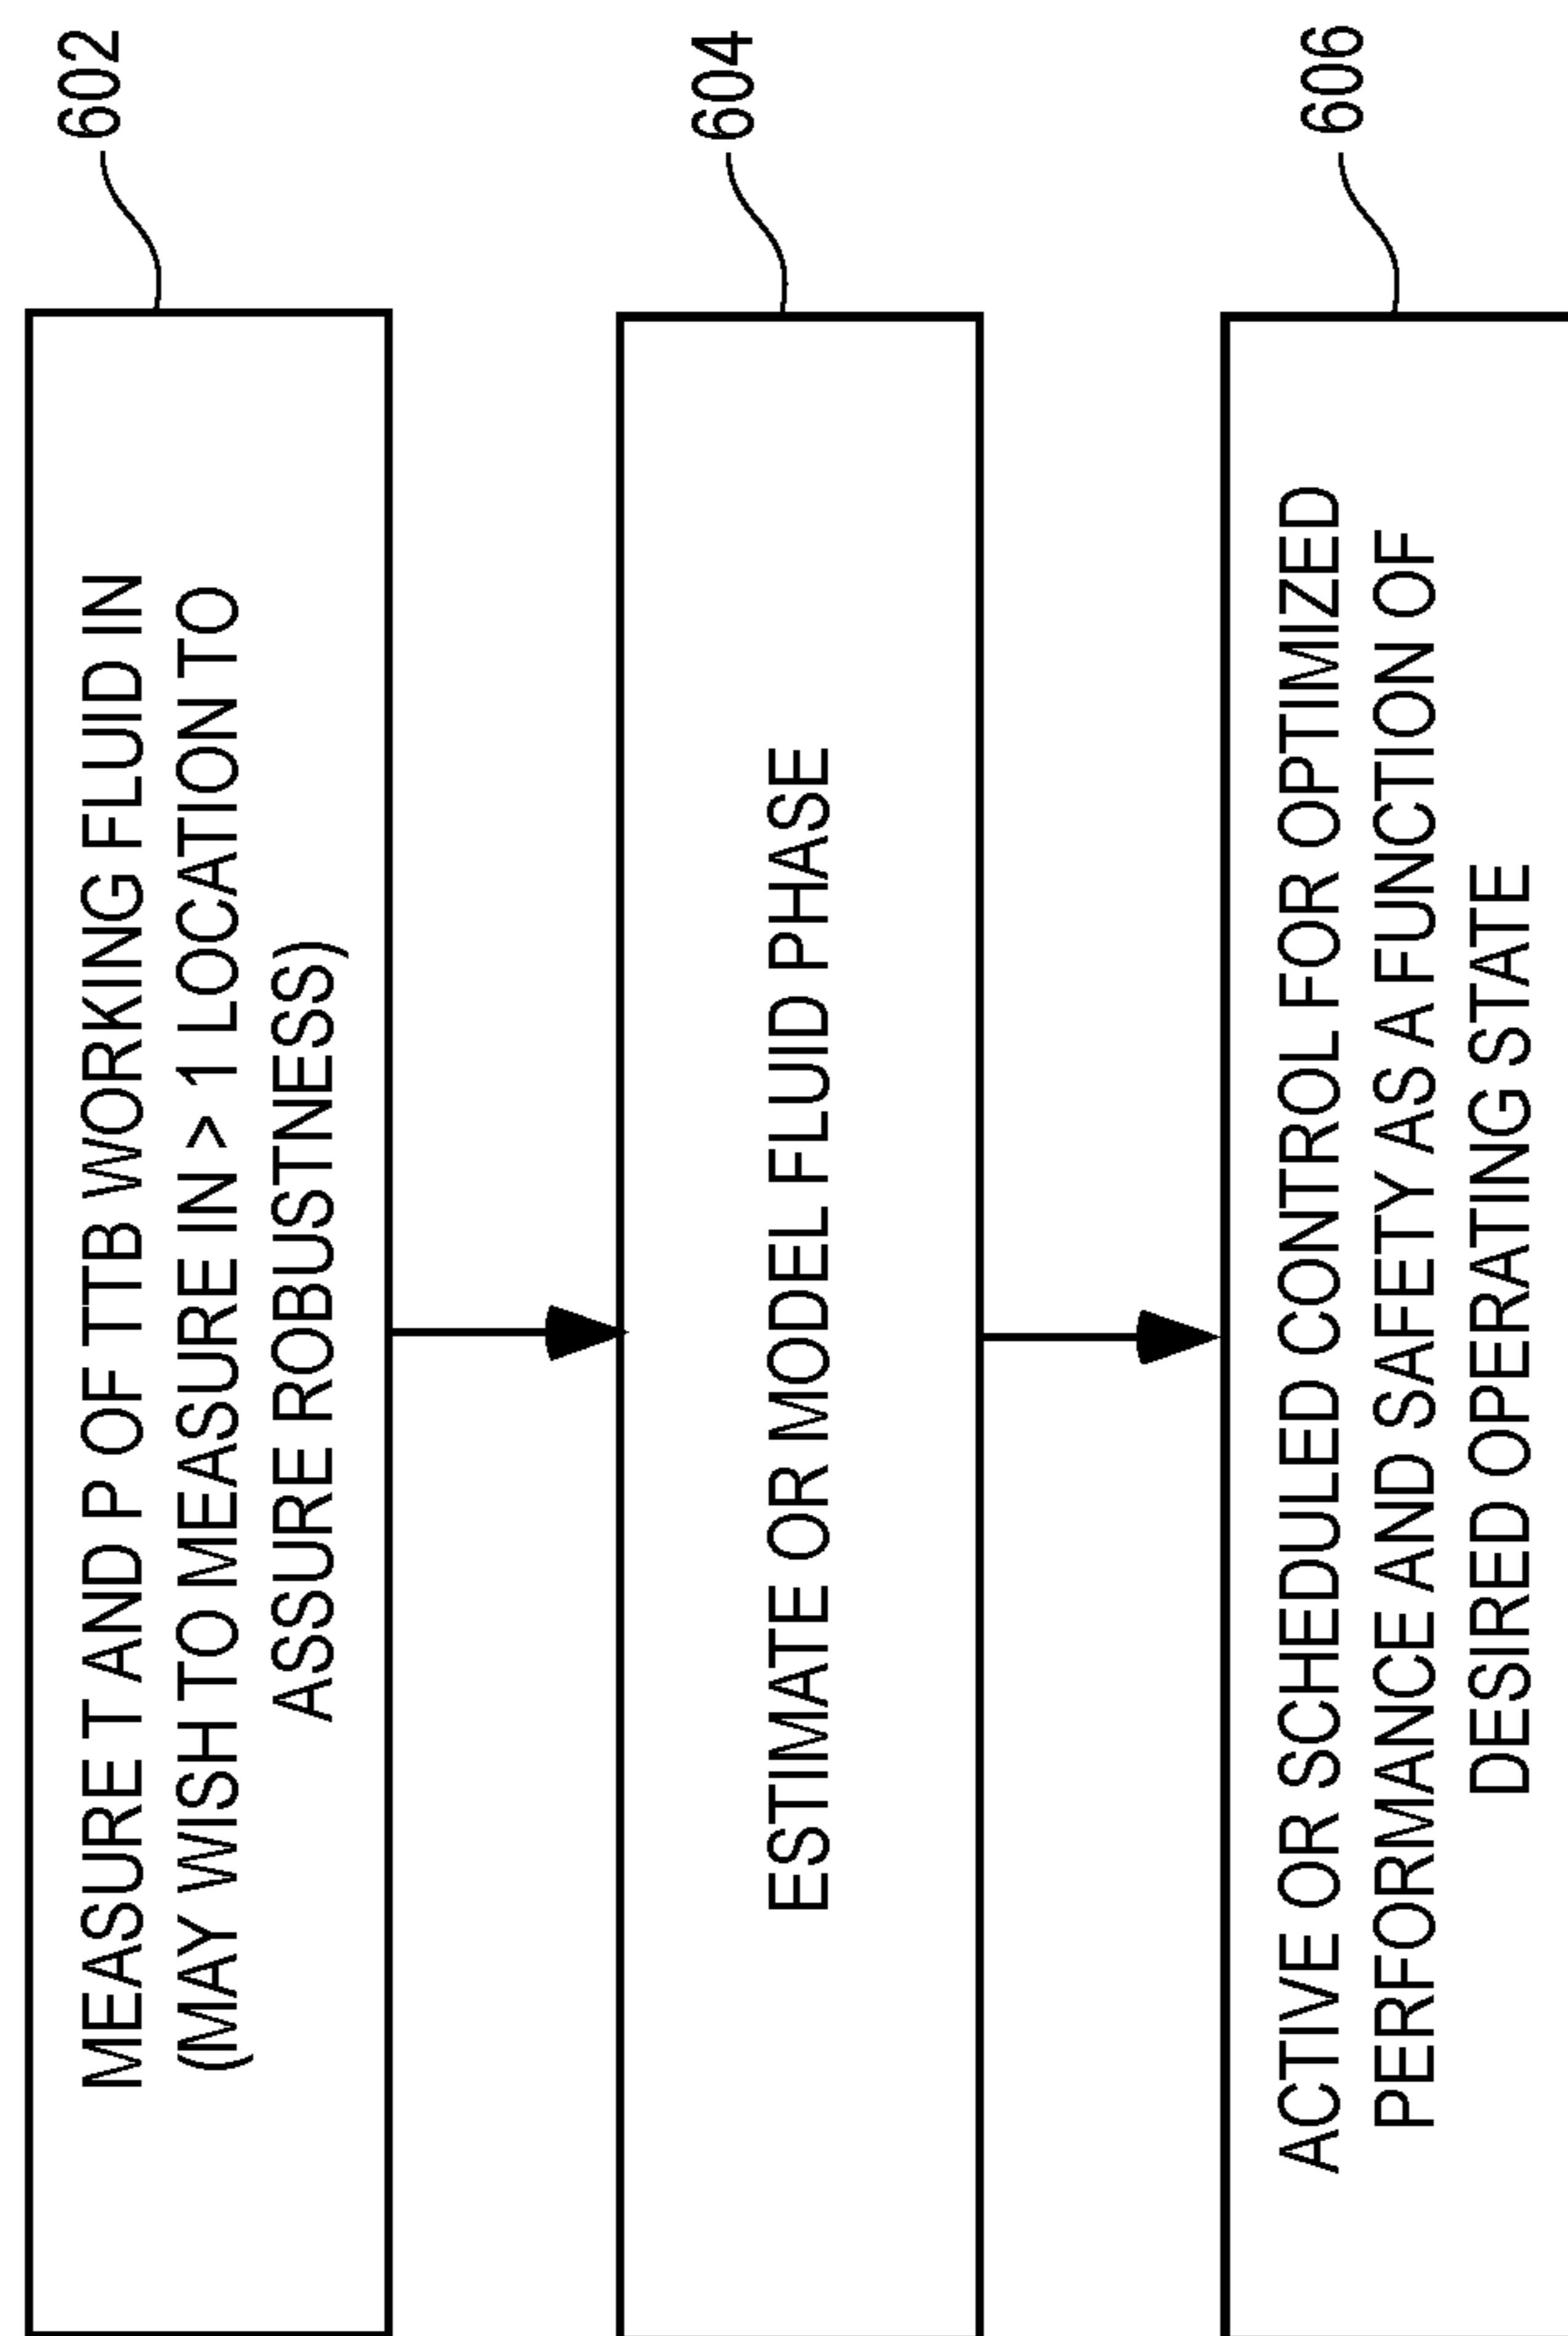 602
MEASURE T AND P OF TTB WORKING FLUID IN
(MAY WISH TO MEASURE IN > 1 LOCATION TO
ASSURE ROBUSTNESS)
604
ESTIMATE OR MODEL FLUID PHASE
606
ACTIVE OR SCHEDULED CONTROL FOR OPTIMIZED
PERFORMANCE AND SAFETY AS A FUNCTION OF
DESIRED OPERATING STATE